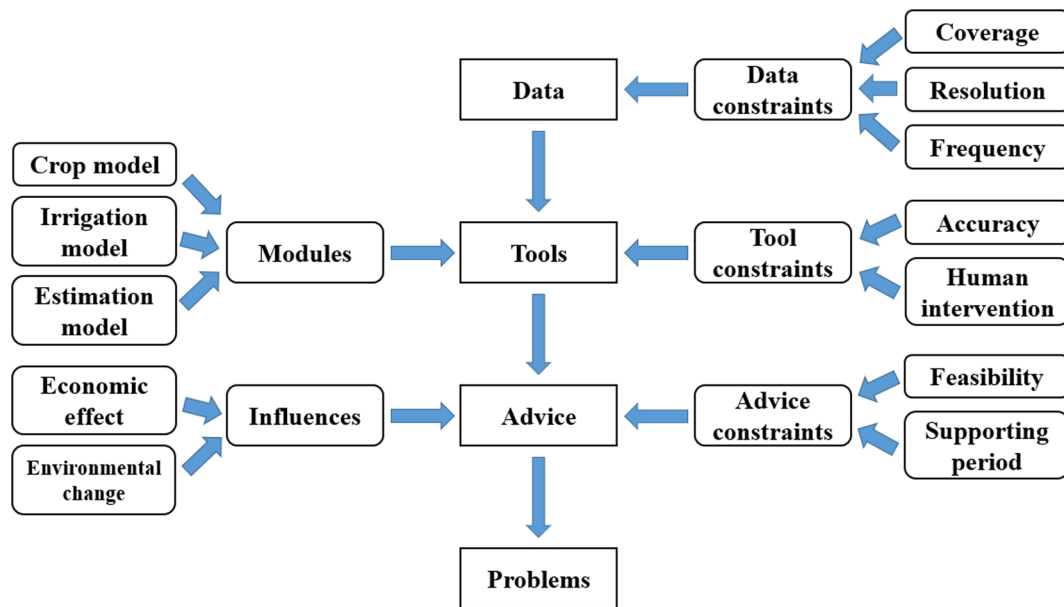 Coverage
Data
Data
constraints
Resolution
Frequency
Crop model
Irrigation
model
Estimation
model
Modules
Tools
Tool
constraints
Accuracy
Human
intervention
Economic
effect
Environmental
change
Influences
Advice
Advice
constraints
Feasibility
Supporting
period
Problems